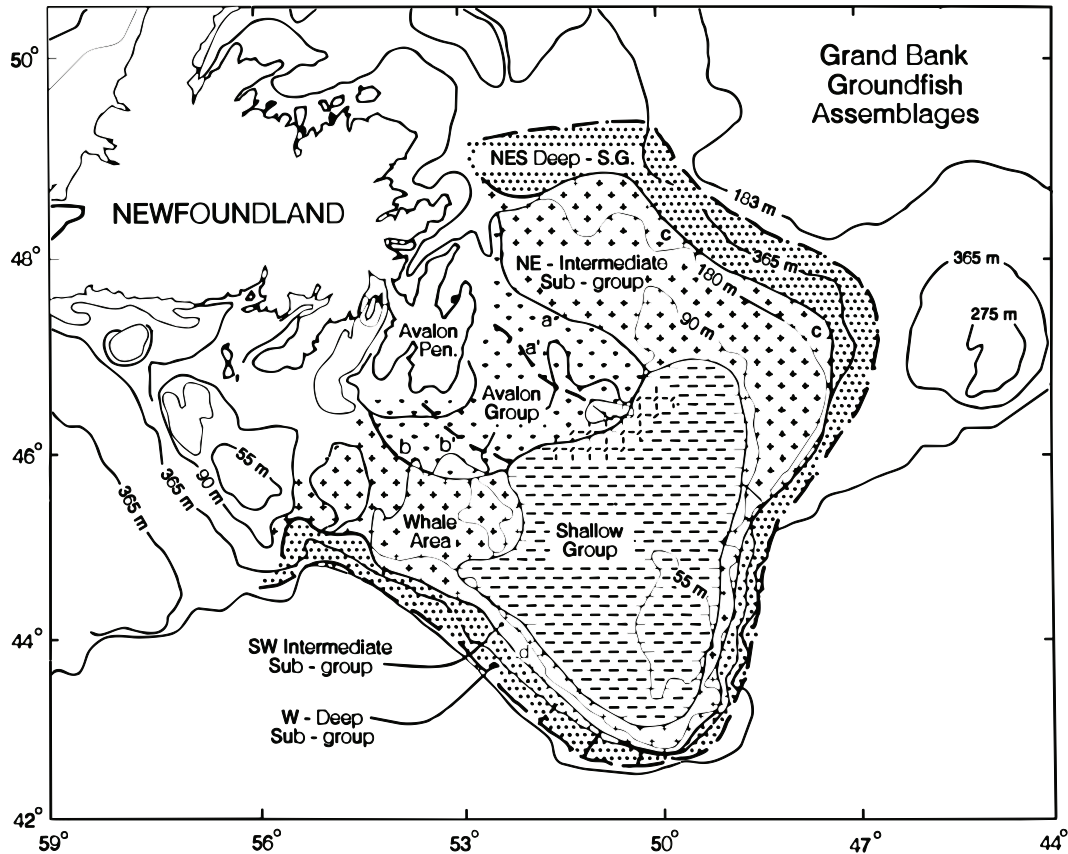 Grand Bank
Groundfish
Assemblages
50°
NES Deep - S.G.
183 m
NEWFOUNDLAND
c
48°
NE - Intermediate
Sub - group
365 m
365 m
180 m
275 m
a
90 m
c
Avalon
Pen.
a'
Avalon
Group
b
b'
46°
55 m
90 m
365 m
365 m
Whale
Area
Shallow
Group
55 m
44°
SW Intermediate
Sub - group
d
W - Deep
Sub - group
42°
59°
56°
53°
50°
47°
44°